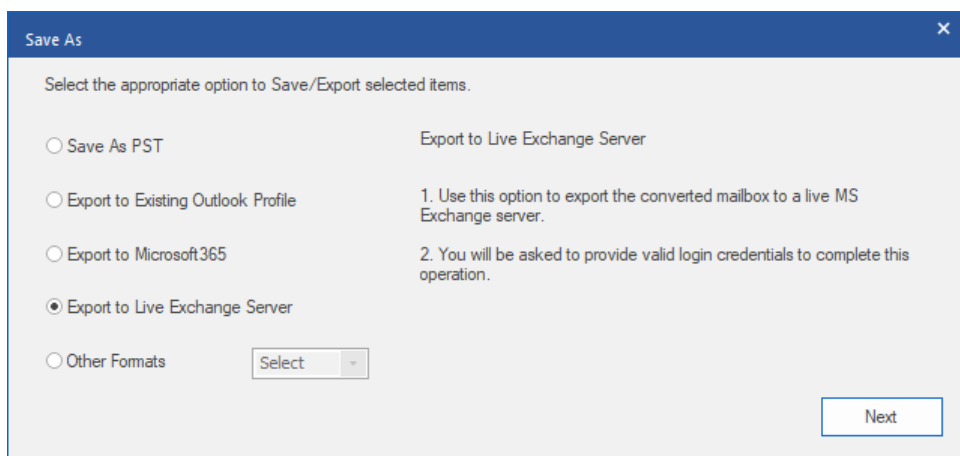 Save As
Select the appropriate option to Save/Export selected items.
Save As PST
Export to Existing Outlook Profile
Export to Microsoft365
Export to Live Exchange Server
Other Formats
Select
Export to Live Exchange Server
1. Use this option to export the converted mailbox to a live MS
Exchange server.
2. You will be asked to provide valid login credentials to complete this
operation.
Next